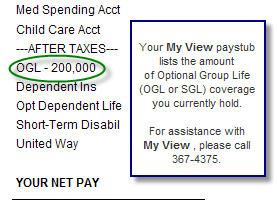 Med Spending Acct
Child Care Acct
---AFTER TAXES---
OGL - 200,000
Dependent Ins
Opt Dependent Life
Short-Term Disabil
United Way
YOUR NET PAY
Your My View paystub
lists the amount
of Optional Group Life
(OGL or SGL) coverage
you currently hold.
For assistance with
My View , please call
367-4375.